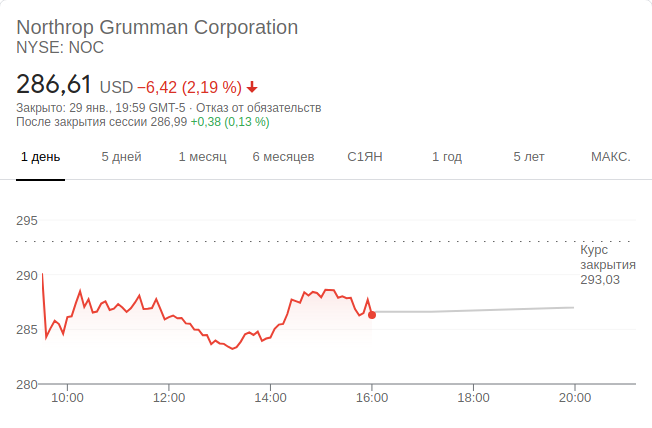 Northrop Grumman Corporation
NYSE: NOC
286,61 USD −6,42 (2,19 %)
Закрыто: 29 янв., 19:59 GMT-5 · Отказ от обязательств
После закрытия сессии 286,99 +0,38 (0,13 %)
1 день 5 дней 1 месяц 6 месяцев С1ЯН 1 год 5 лет МАКС.
295
Курс
закрытия
293,03
290
285
280
10:00 12:00 14:00 16:00 18:00 20:00